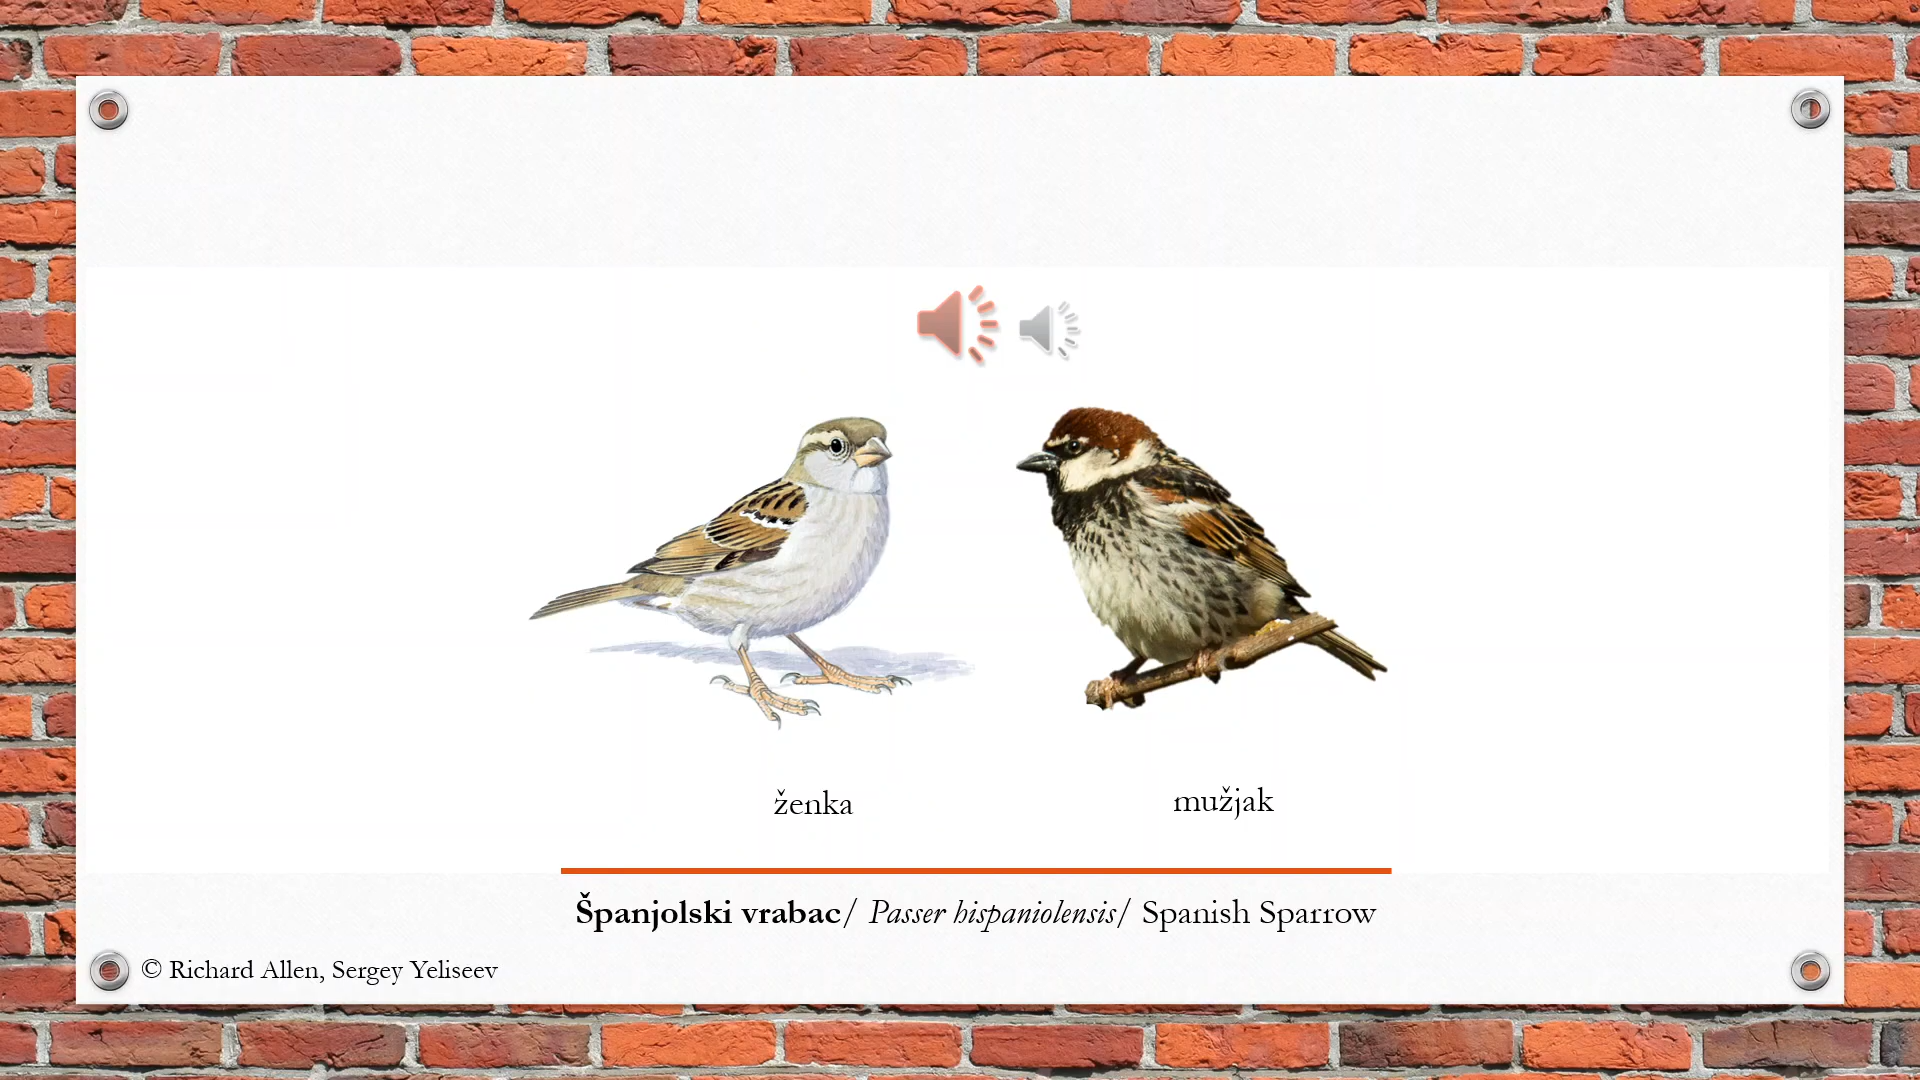 ženka
mužjak
Španjolski vrabac/ Passer hispaniolensis/ Spanish Sparrow
© Richard Allen, Sergey Yeliseev